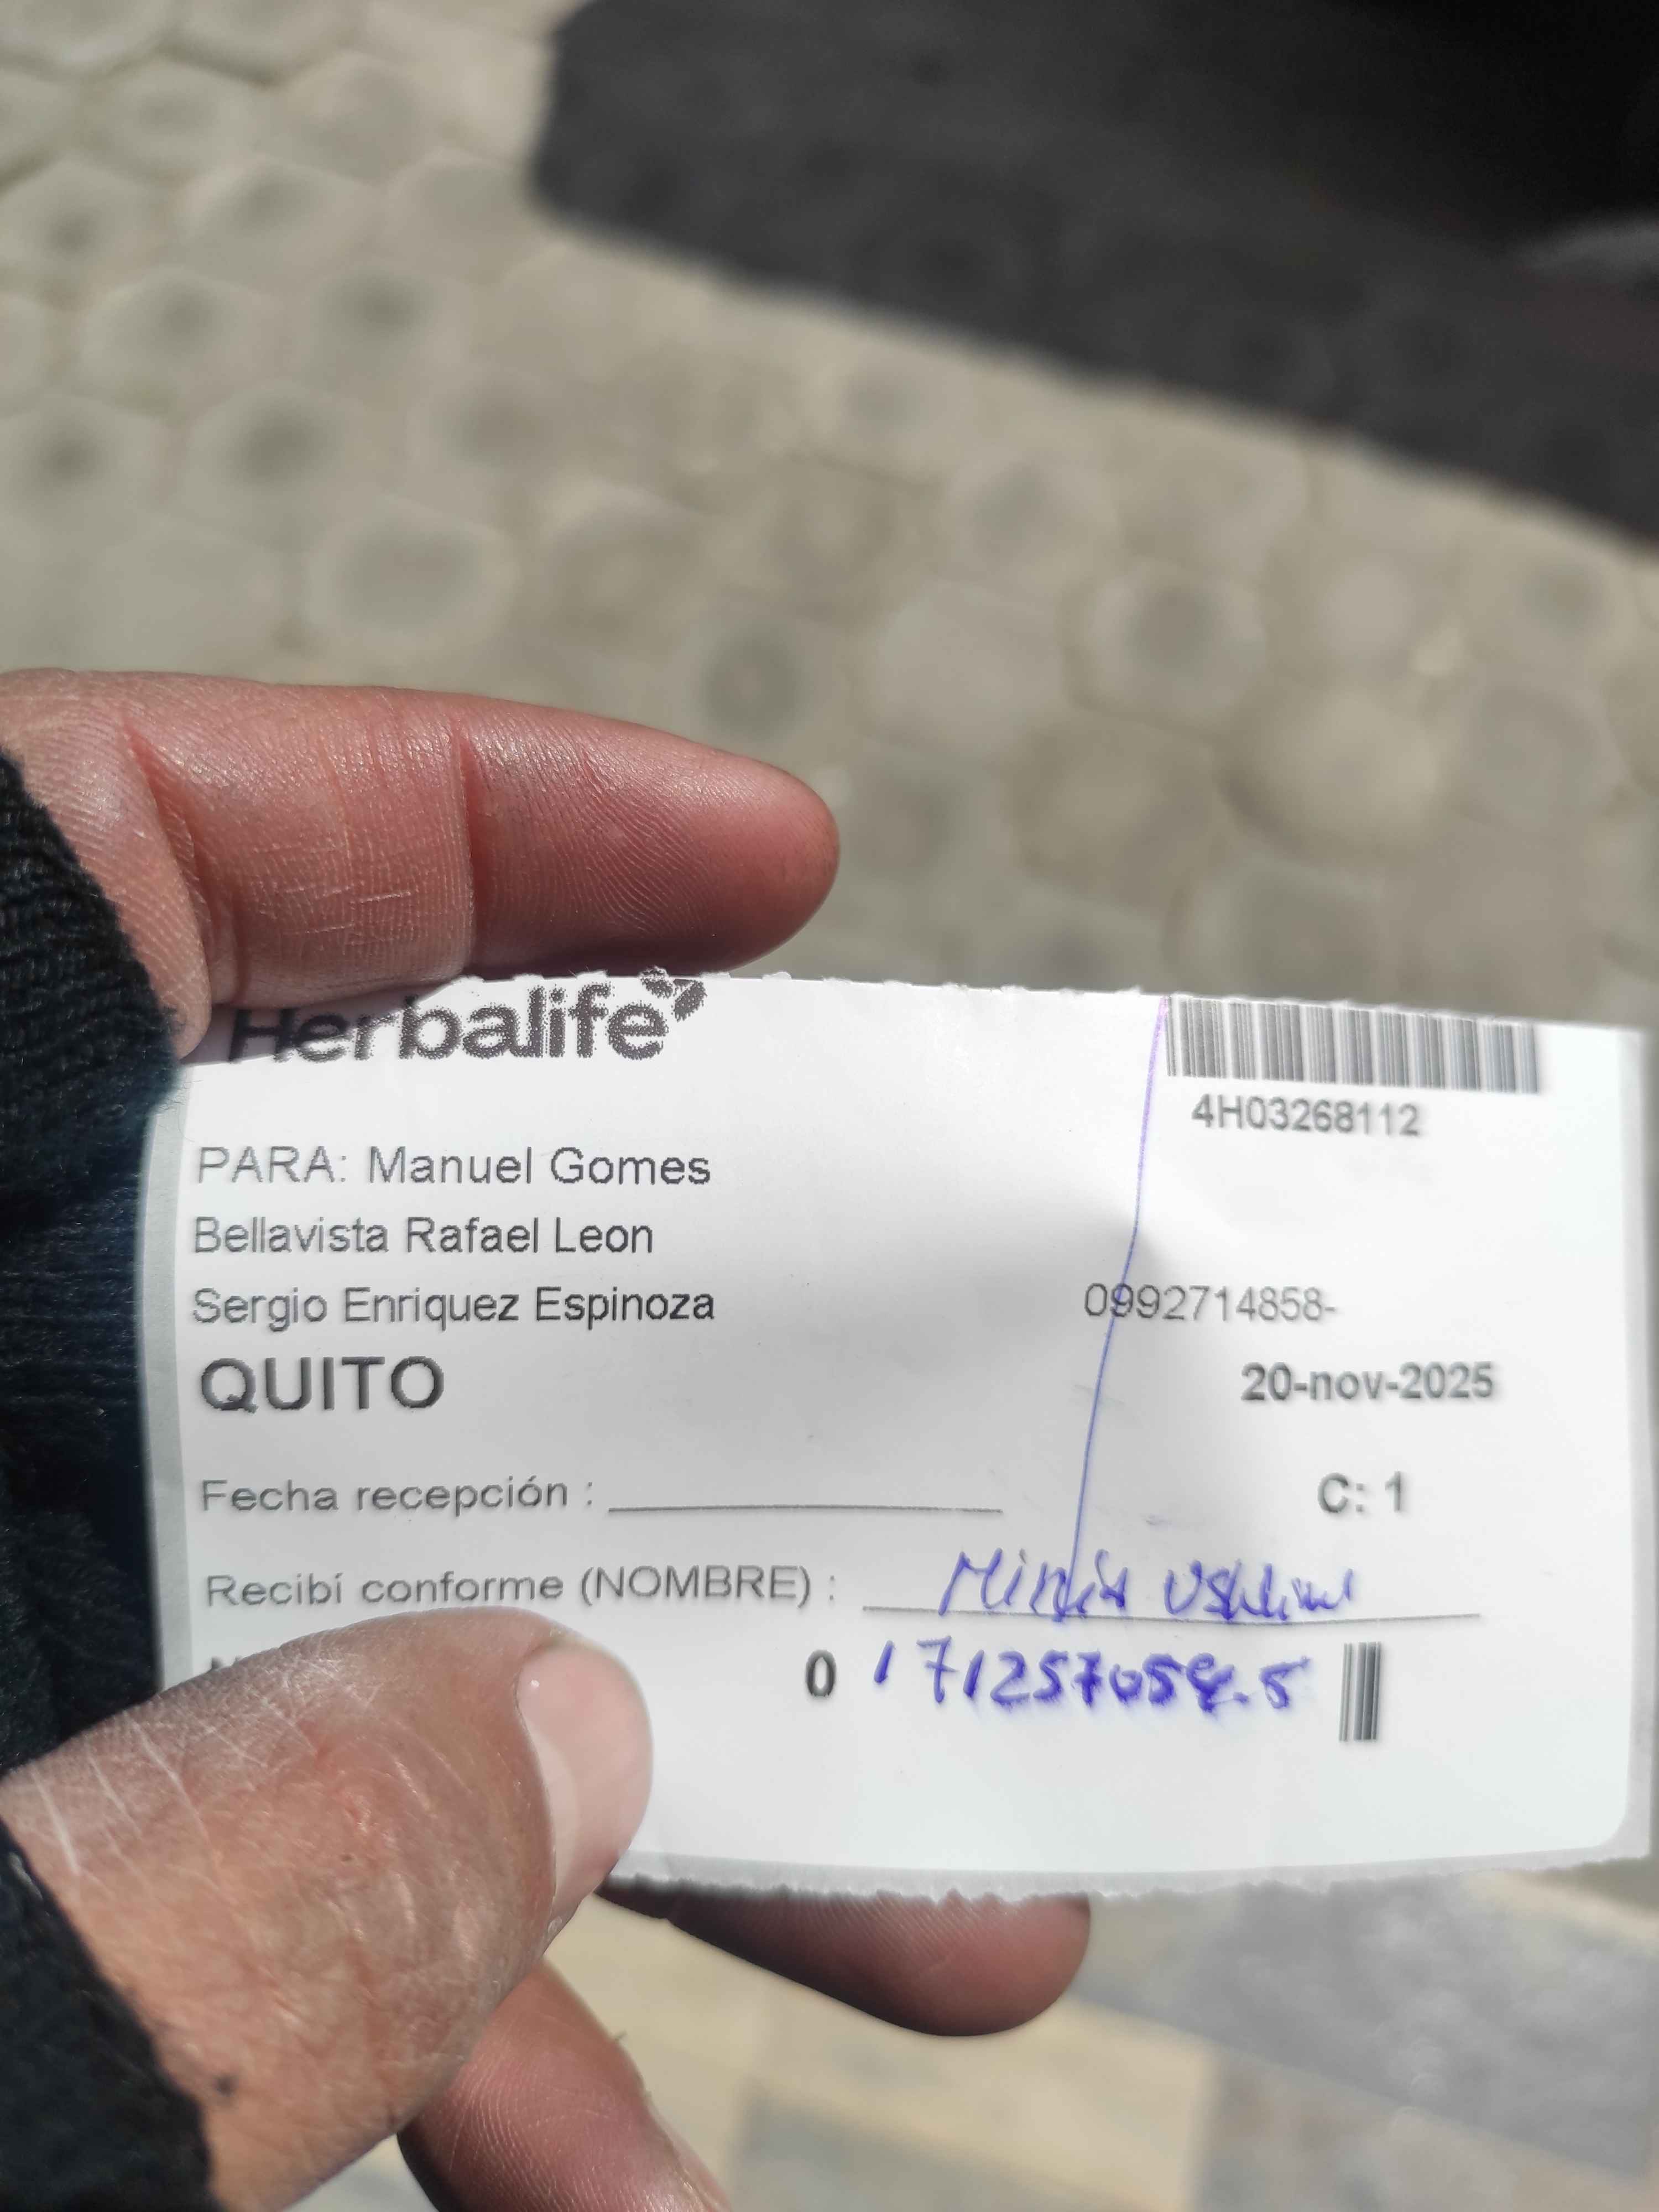 Herbalife
4H03268112
PARA: Manuel Gomes
Bellavista Rafael Leon
Sergio Enriquez Espinoza 0992714858-
QUITO 20-nov-2025
Fecha recepción : C: 1
Recibí conforme (NOMBRE) :
0